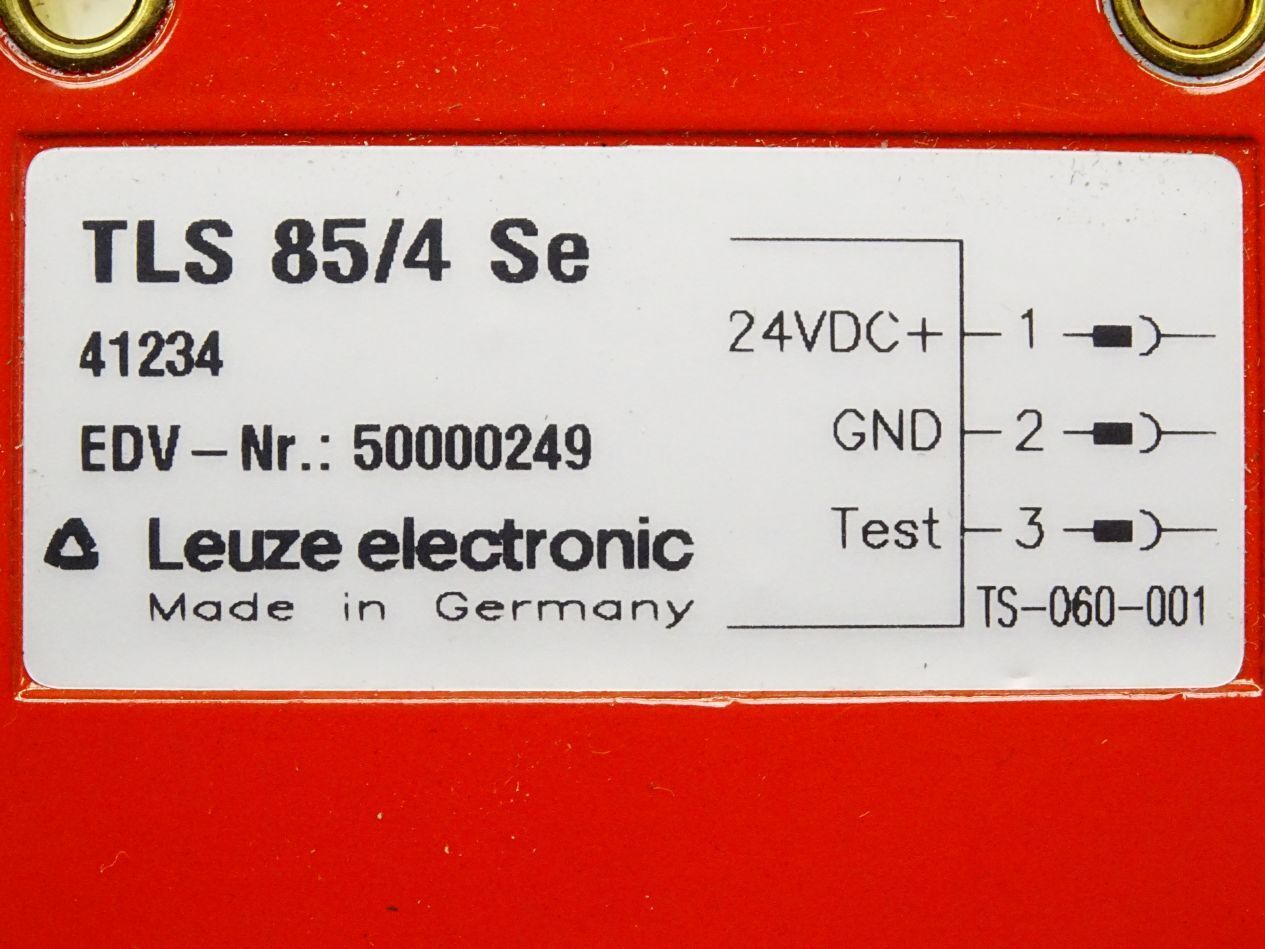 TLS 85/4 Se
41234
EDV-Nr.: 50000249
Leuze electronic
Made in Germany
24VDC+ 1
GND 2
Test 3
TS-060-001